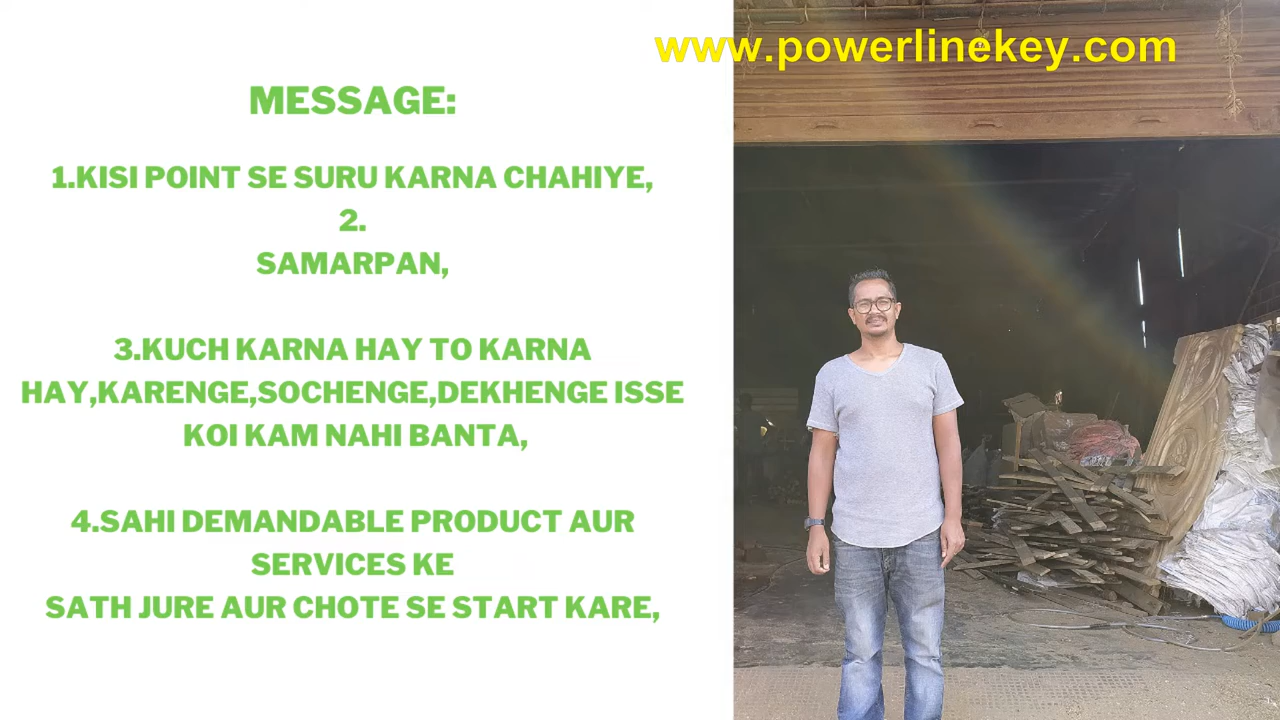 www.powerlinekey.com
MESSAGE:
1.KISI POINT SE SURU KARNA CHAHIYE,
2.
SAMARPAN,
3.KUCH KARNA HAY TO KARNA
HAY,KARENGE,SOCHENGE,DEKHENGE ISSE
KOI KAM NAHI BANTA,
4.SAHI DEMANDABLE PRODUCT AUR
SERVICES KE
SATH JURE AUR CHOTE SE START KARE,